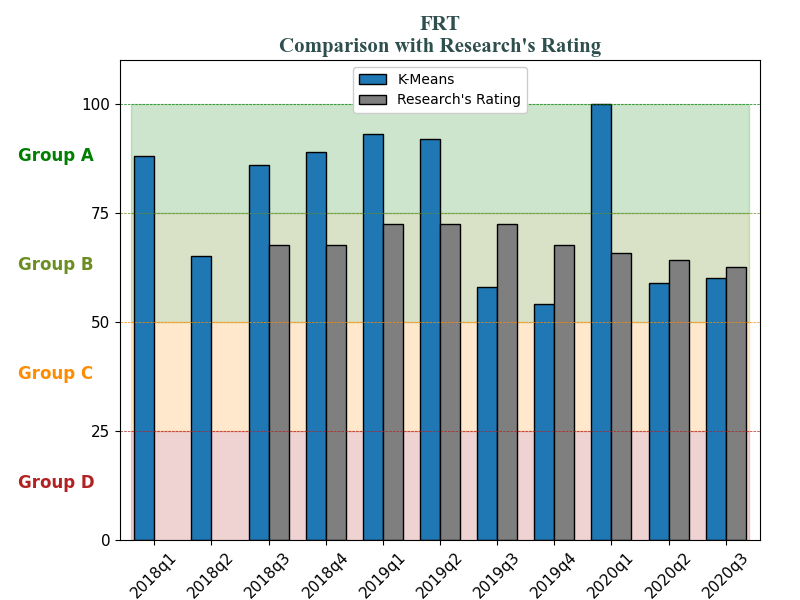 FRT
Comparison with Research's Rating
K-Means
Research's Rating
100
Group A
75
Group B
50
Group C
25
Group D
0
2018q1
2018q2
2018q3
2018q4
2019q1
2019q2
2019q3
2019q4
2020q1
2020q2
2020q3